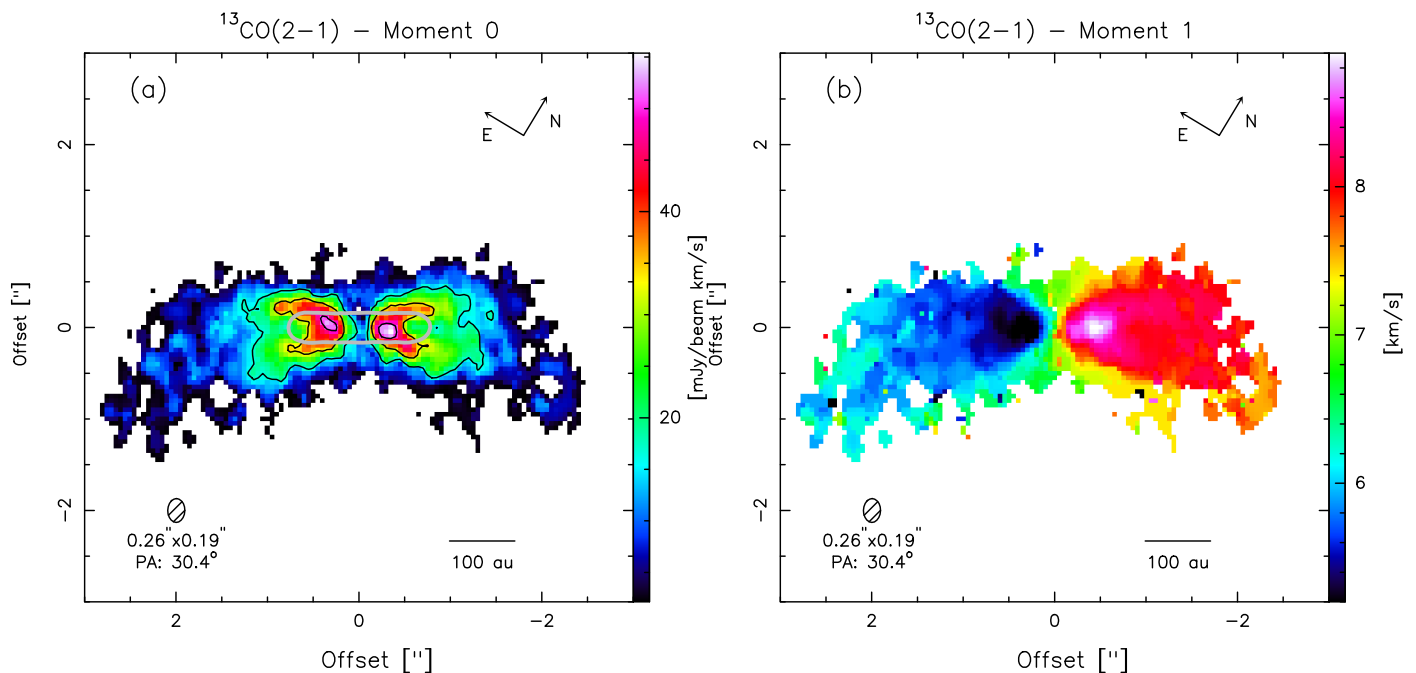 ¹³CO(2−1) − Moment 0
(a)
E
N
2
0
−2
Offset ["]
0.26"x0.19"
PA: 30.4°
100 au
2
0
−2
Offset ["]
40
20
[mJy/beam km/s]
¹³CO(2−1) − Moment 1
(b)
E
N
2
0
−2
Offset ["]
0.26"x0.19"
PA: 30.4°
100 au
2
0
−2
Offset ["]
8
7
6
[km/s]